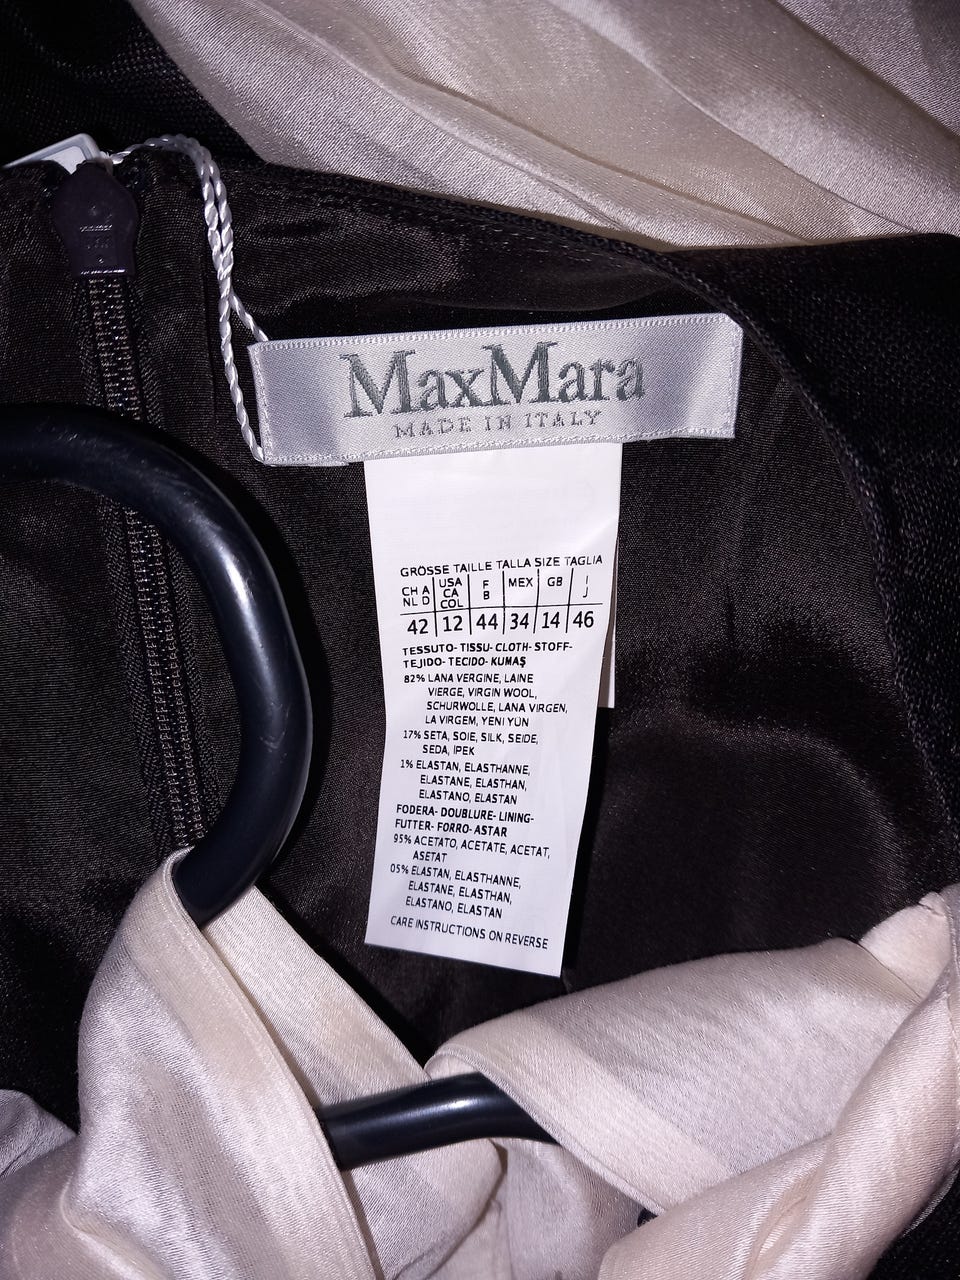 MaxMara
MADE IN ITALY
GRÖSSE TAILLE TALLA SIZE TAGLIA
CH A NL D USA CA COL F B MEX GB I J
42 12 44 34 14 46
TESSUTO- TISSU- CLOTH- STOFF-
TEJIDO- TECIDO- KUMAŞ
82% LANA VERGINE, LAINE
VIERGE, VIRGIN WOOL,
SCHURWOLLE, LANA VIRGEN,
LA VIRGEM, YENI YÜN
17% SETA, SOIE, SILK, SEIDE,
SEDA, IPEK
1% ELASTAN, ELASTHANNE,
ELASTANE, ELASTHAN,
ELASTANO, ELASTAN
FODERA- DOUBLURE- LINING-
FUTTER- FORRO- ASTAR
95% ACETATO, ACETATE, ACETAT,
ASETAT
05% ELASTAN, ELASTHANNE,
ELASTANE, ELASTHAN,
ELASTANO, ELASTAN
CARE INSTRUCTIONS ON REVERSE